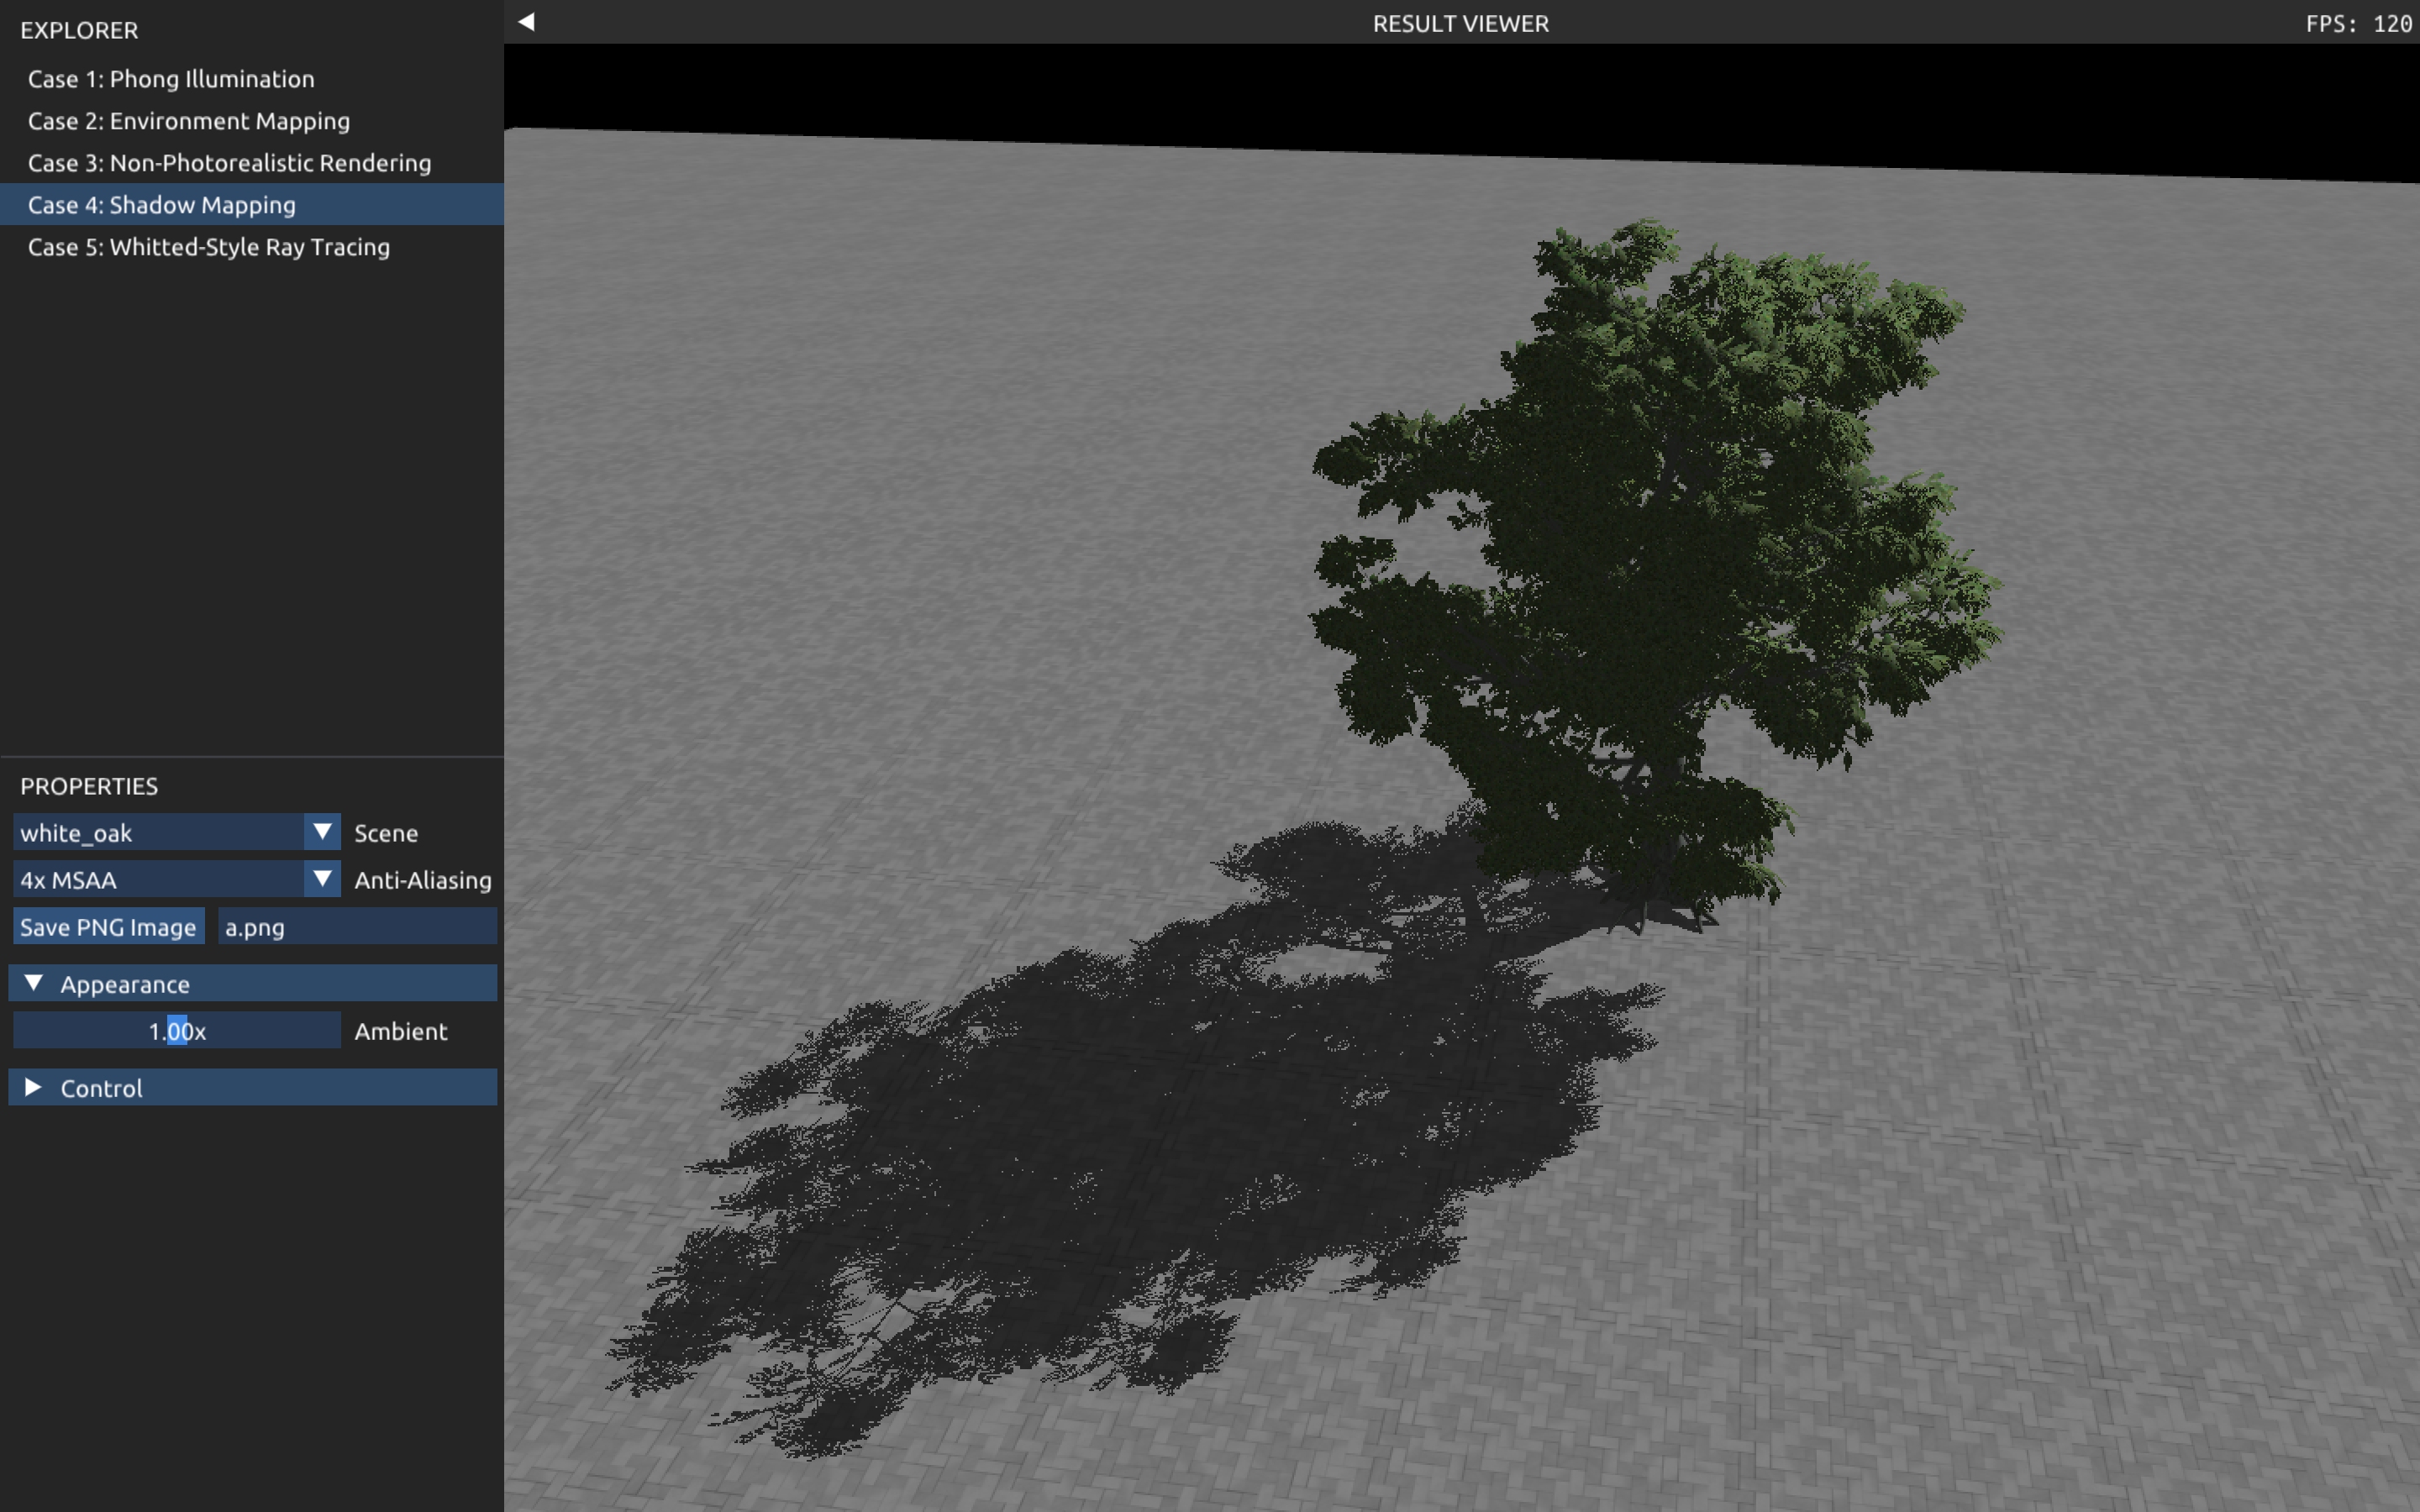 EXPLORER
Case 1: Phong Illumination
Case 2: Environment Mapping
Case 3: Non-Photorealistic Rendering
Case 4: Shadow Mapping
Case 5: Whitted-Style Ray Tracing
PROPERTIES
white_oak Scene
4x MSAA Anti-Aliasing
Save PNG Image a.png
Appearance
1.00x Ambient
Control
RESULT VIEWER
FPS: 120